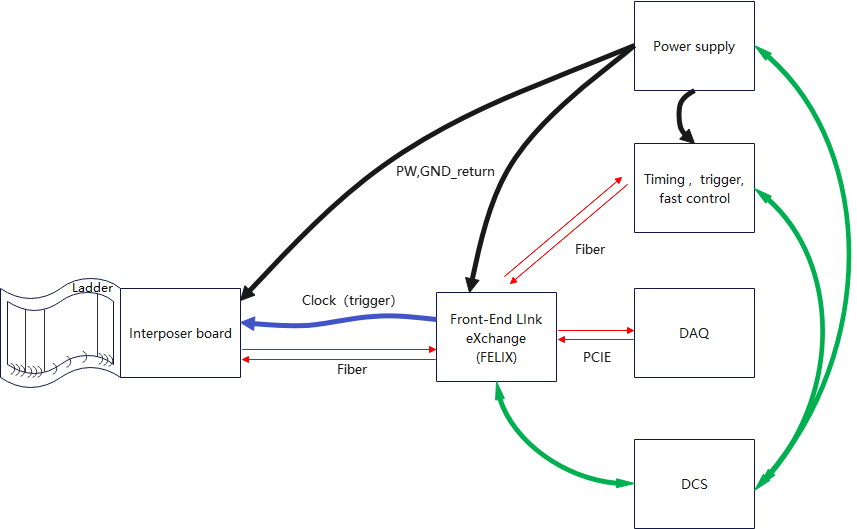 Power supply
PW,GND_return
Timing , trigger,
fast control
Fiber
Ladder
Clock（trigger）
Interposer board
Front-End LInk
eXchange
(FELIX)
DAQ
PCIE
Fiber
DCS